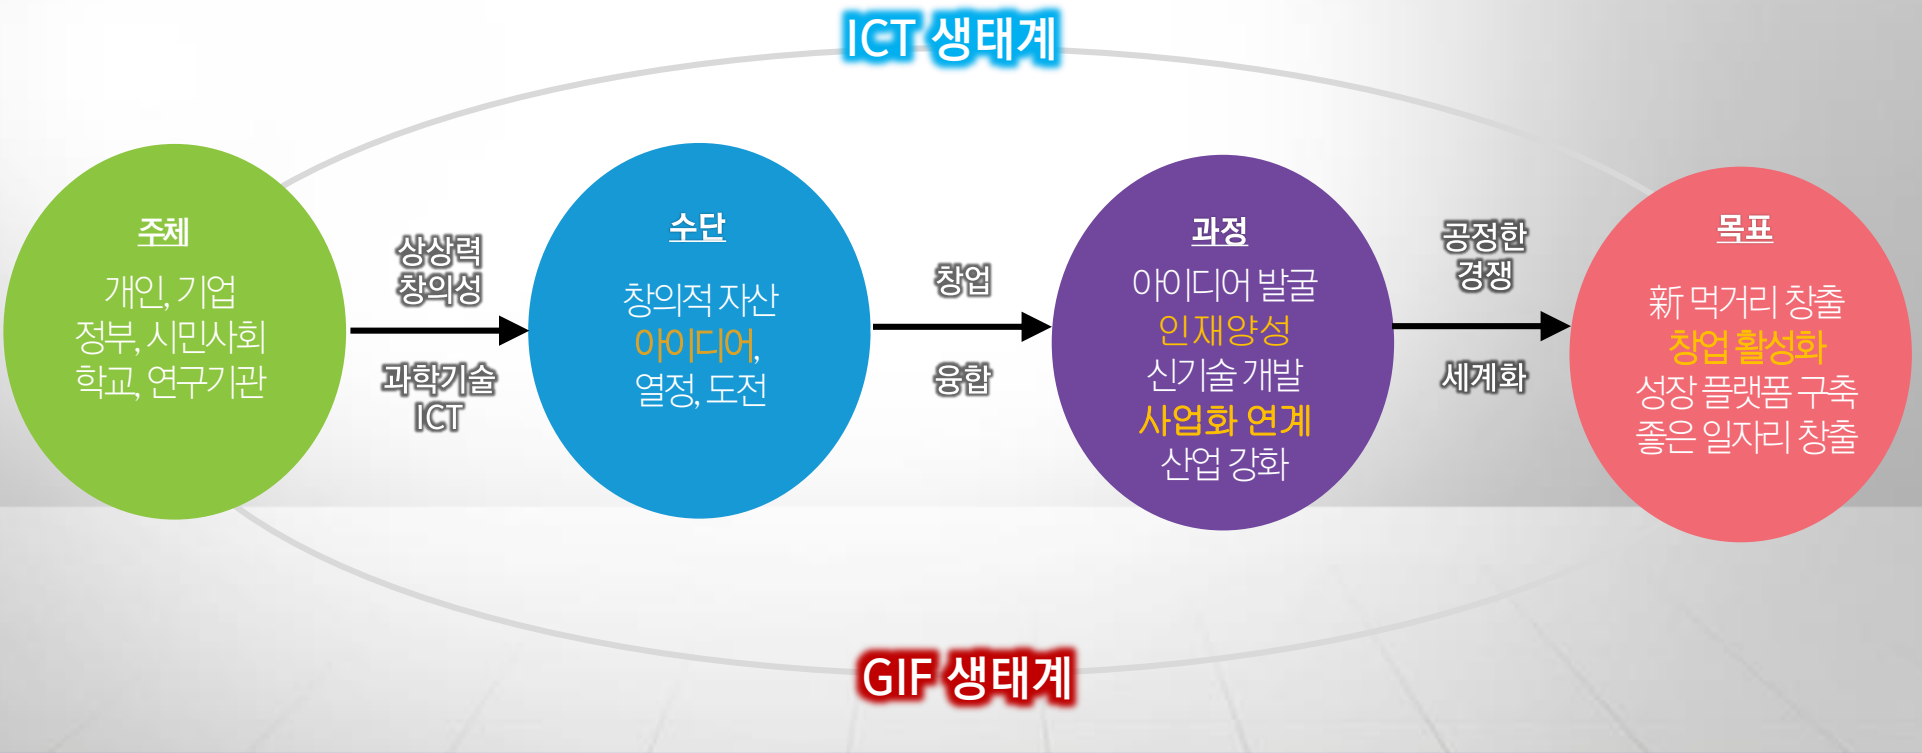 ICT 생태계
주체
개인, 기업
정부, 시민사회
학교, 연구기관
상상력
창의성
과학기술
ICT
수단
창의적 자산
아이디어,
열정, 도전
창업
융합
과정
아이디어 발굴
인재양성
신기술 개발
사업화 연계
산업 강화
공정한
경쟁
세계화
목표
新 먹거리 창출
창업 활성화
성장 플랫폼 구축
좋은 일자리 창출
GIF 생태계